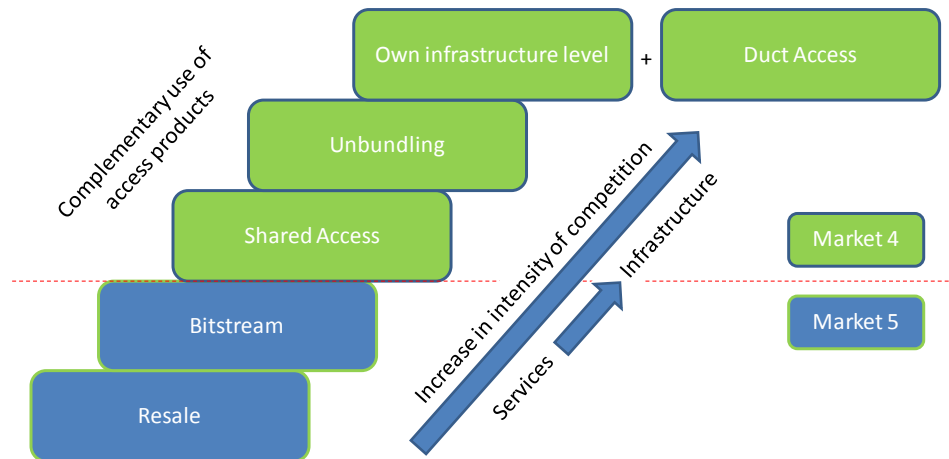 Own infrastructure level
+
Duct Access
Complementary use of
access products
Unbundling
Shared Access
Increase in intensity of competition
Infrastructure
Services
Market 4
Bitstream
Market 5
Resale